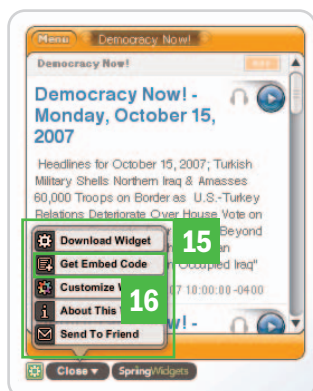 Menu Democracy Now!
Democracy Now!
Democracy Now! -
Monday, October 15,
2007
Headlines for October 15, 2007; Turkish
Military Shells Northern Iraq & Amasses
60,000 Troops on Border as U.S.-Turkey
Relations Deteriorate Over House Vote on
Beyond
Download Widget 15
Get Embed Code Occupied Iraq"
Customize 16 07 10:00:00 -0400
About This
Send To Friend
Close SpringWidgets